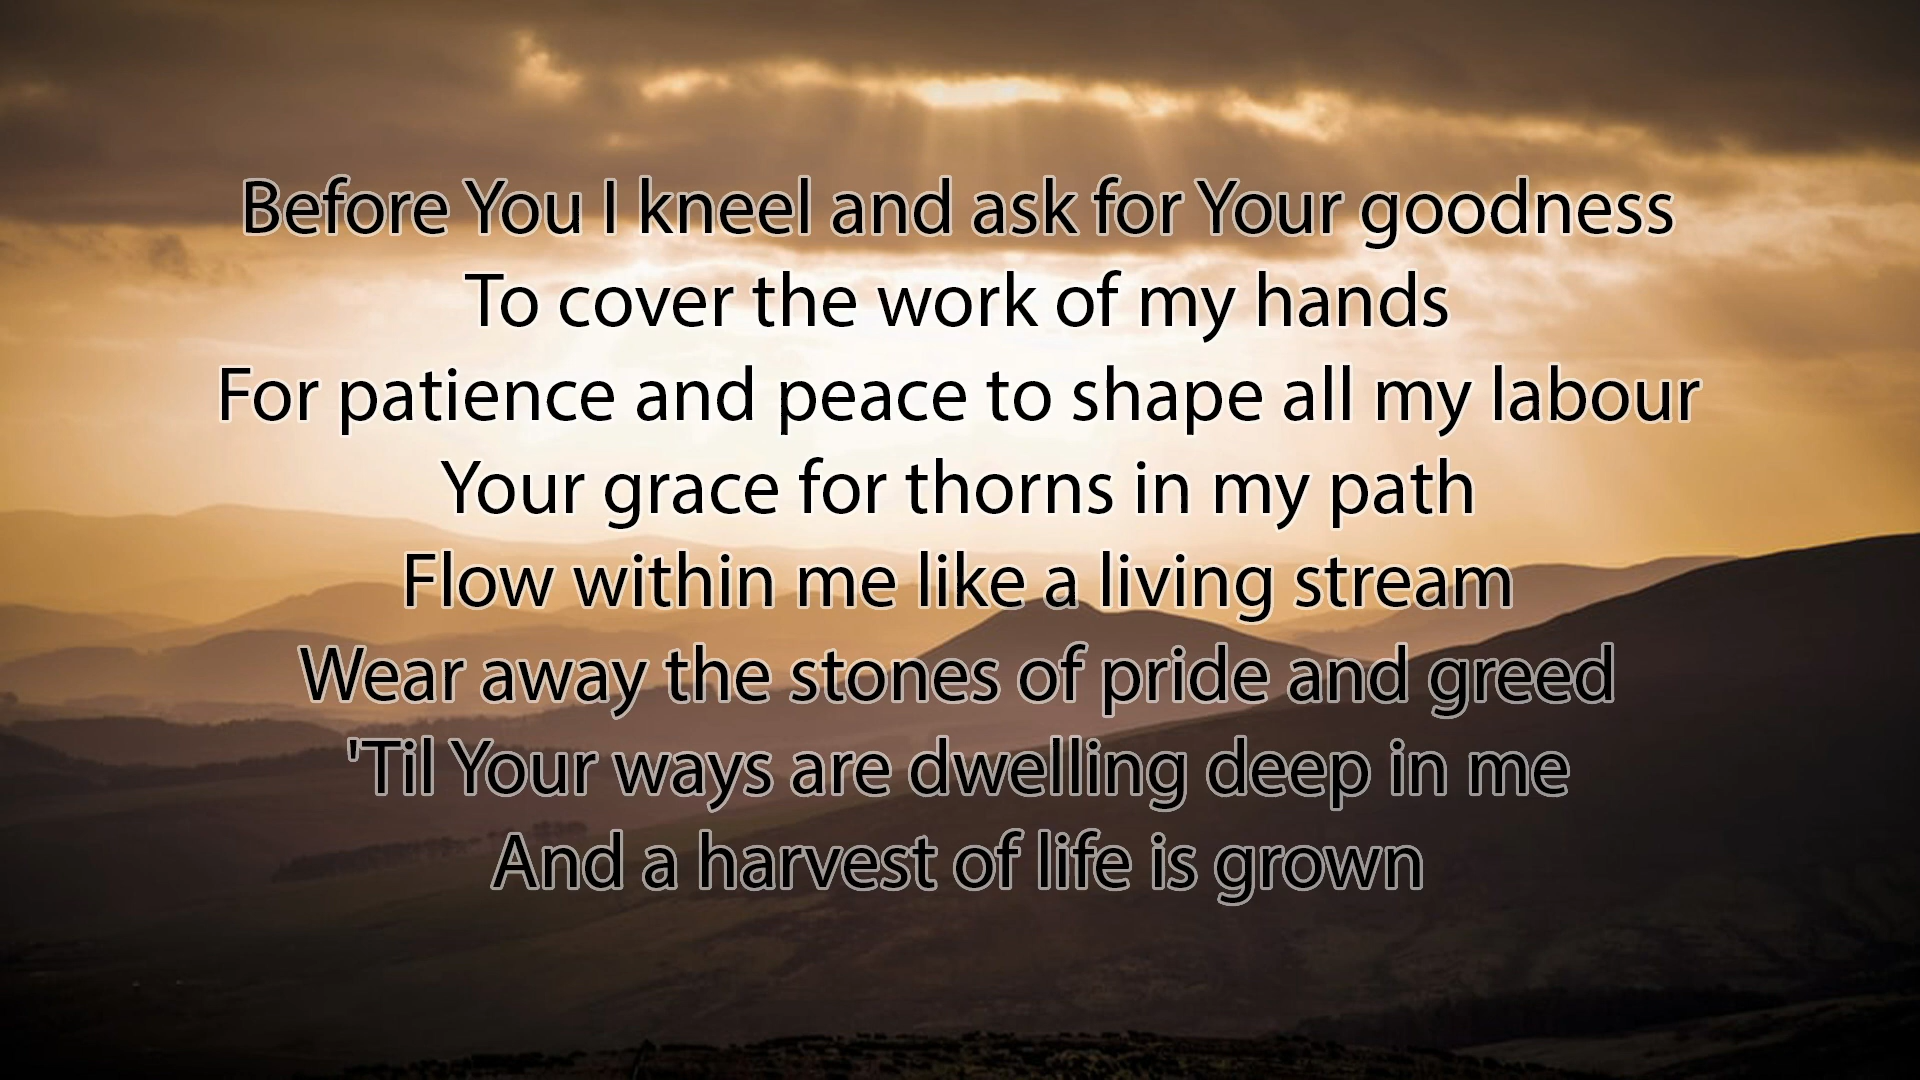 Before You I kneel and ask for Your goodness
To cover the work of my hands
For patience and peace to shape all my labour
Your grace for thorns in my path
Flow within me like a living stream
Wear away the stones of pride and greed
'Til Your ways are dwelling deep in me
And a harvest of life is grown